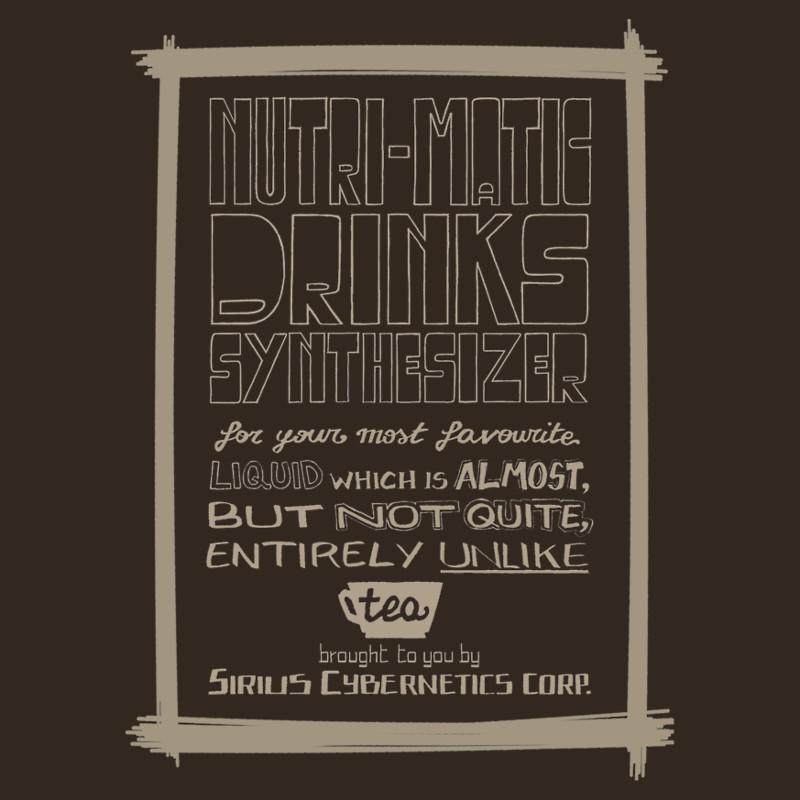 NUTRI-MATIC
DRINKS
SYNTHESIZER
for your most favourite
LIQUID WHICH IS ALMOST,
BUT NOT QUITE,
ENTIRELY UNLIKE
tea
brought to you by
SIRIUS CYBERNETICS CORP.